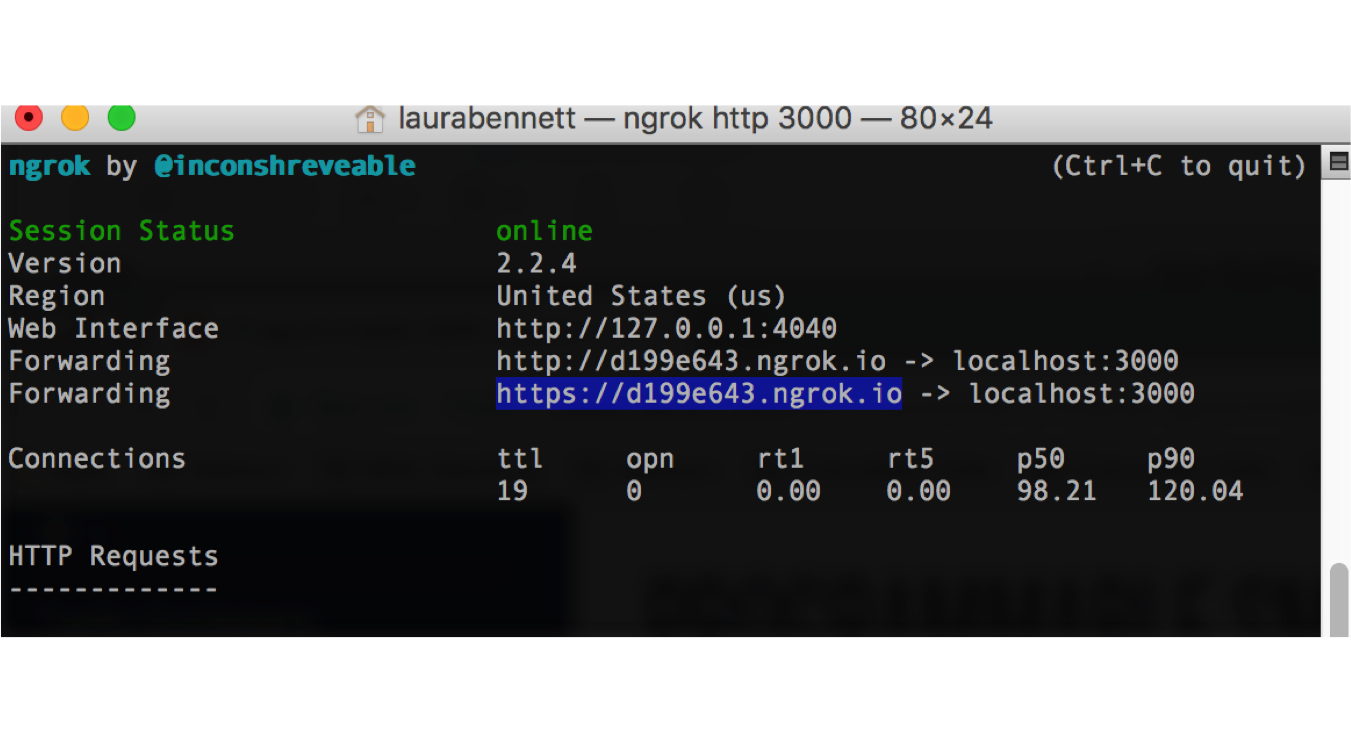 laurabennett — ngrok http 3000 — 80×24
ngrok by @inconshreveable (Ctrl+C to quit)
Session Status online
Version 2.2.4
Region United States (us)
Web Interface http://127.0.0.1:4040
Forwarding http://d199e643.ngrok.io -> localhost:3000
Forwarding https://d199e643.ngrok.io -> localhost:3000
Connections ttl opn rt1 rt5 p50 p90
19 0 0.00 0.00 98.21 120.04
HTTP Requests
-------------